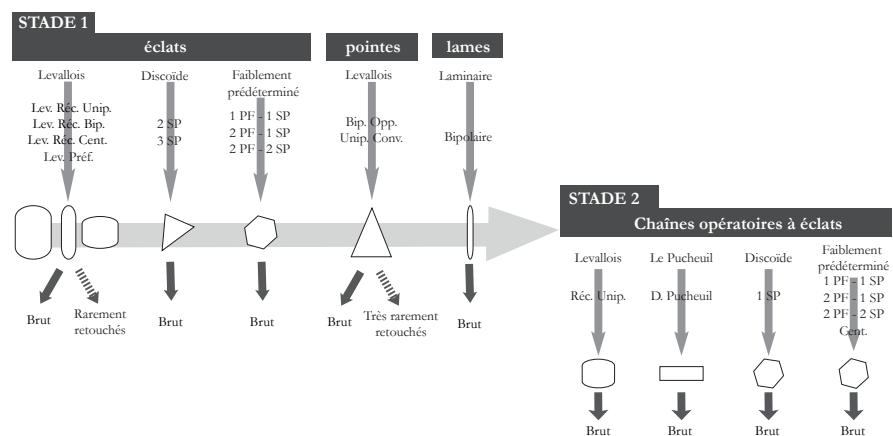 STADE 1
éclats
pointes
lames
Levallois
Discoïde
Faiblement
prédéterminé
Levallois
Laminaire
Lev. Réc. Unip.
Lev. Réc. Bip.
Lev. Réc. Cent.
Lev. Préf.
2 SP
3 SP
1 PF - 1 SP
2 PF - 1 SP
2 PF - 2 SP
Bip. Opp.
Unip. Conv.
Bipolaire
Brut
Rarement
retouchés
Brut
Brut
Brut
Très rarement
retouchés
Brut
STADE 2
Chaînes opératoires à éclats
Levallois
Le Pucheuil
Discoïde
Faiblement
prédéterminé
Réc. Unip.
D. Pucheuil
1 SP
1 PF - 1 SP
2 PF - 1 SP
2 PF - 2 SP
Cent.
Brut
Brut
Brut
Brut